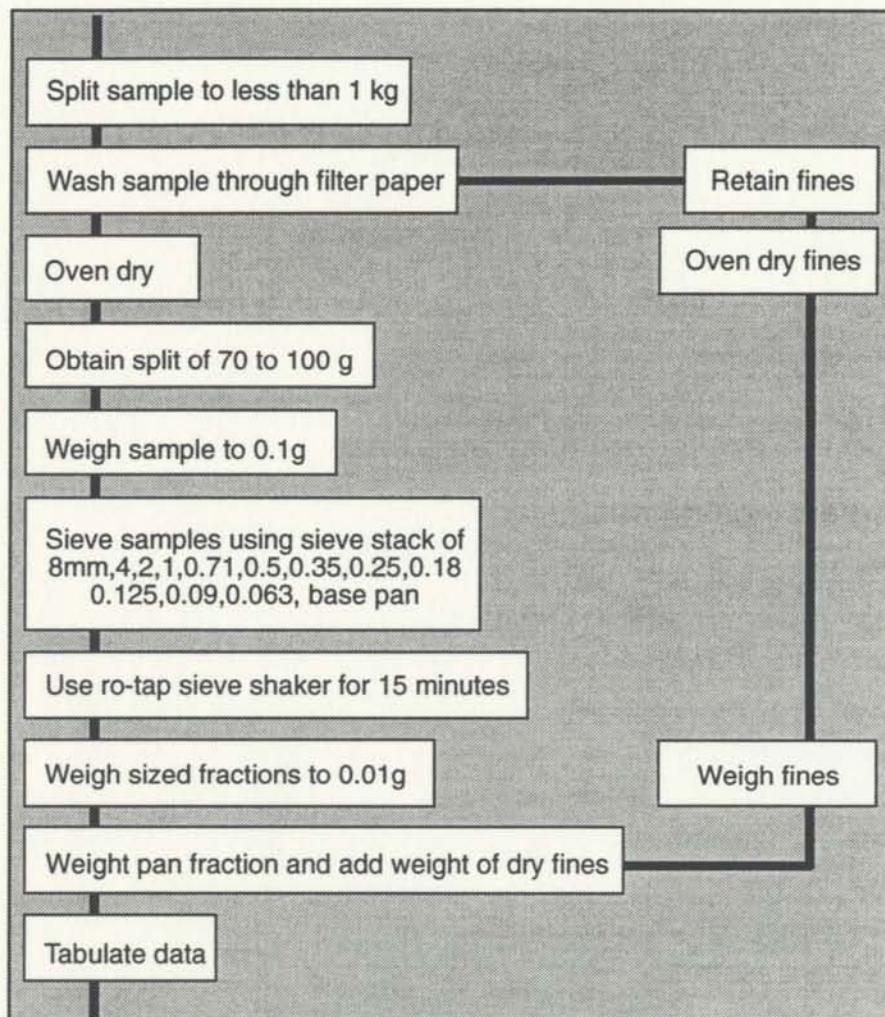 Split sample to less than 1 kg
Wash sample through filter paper
Retain fines
Oven dry
Oven dry fines
Obtain split of 70 to 100 g
Weigh sample to 0.1g
Sieve samples using sieve stack of
8mm,4,2,1,0.71,0.5,0.35,0.25,0.18
0.125,0.09,0.063, base pan
Use ro-tap sieve shaker for 15 minutes
Weigh sized fractions to 0.01g
Weigh fines
Weight pan fraction and add weight of dry fines
Tabulate data